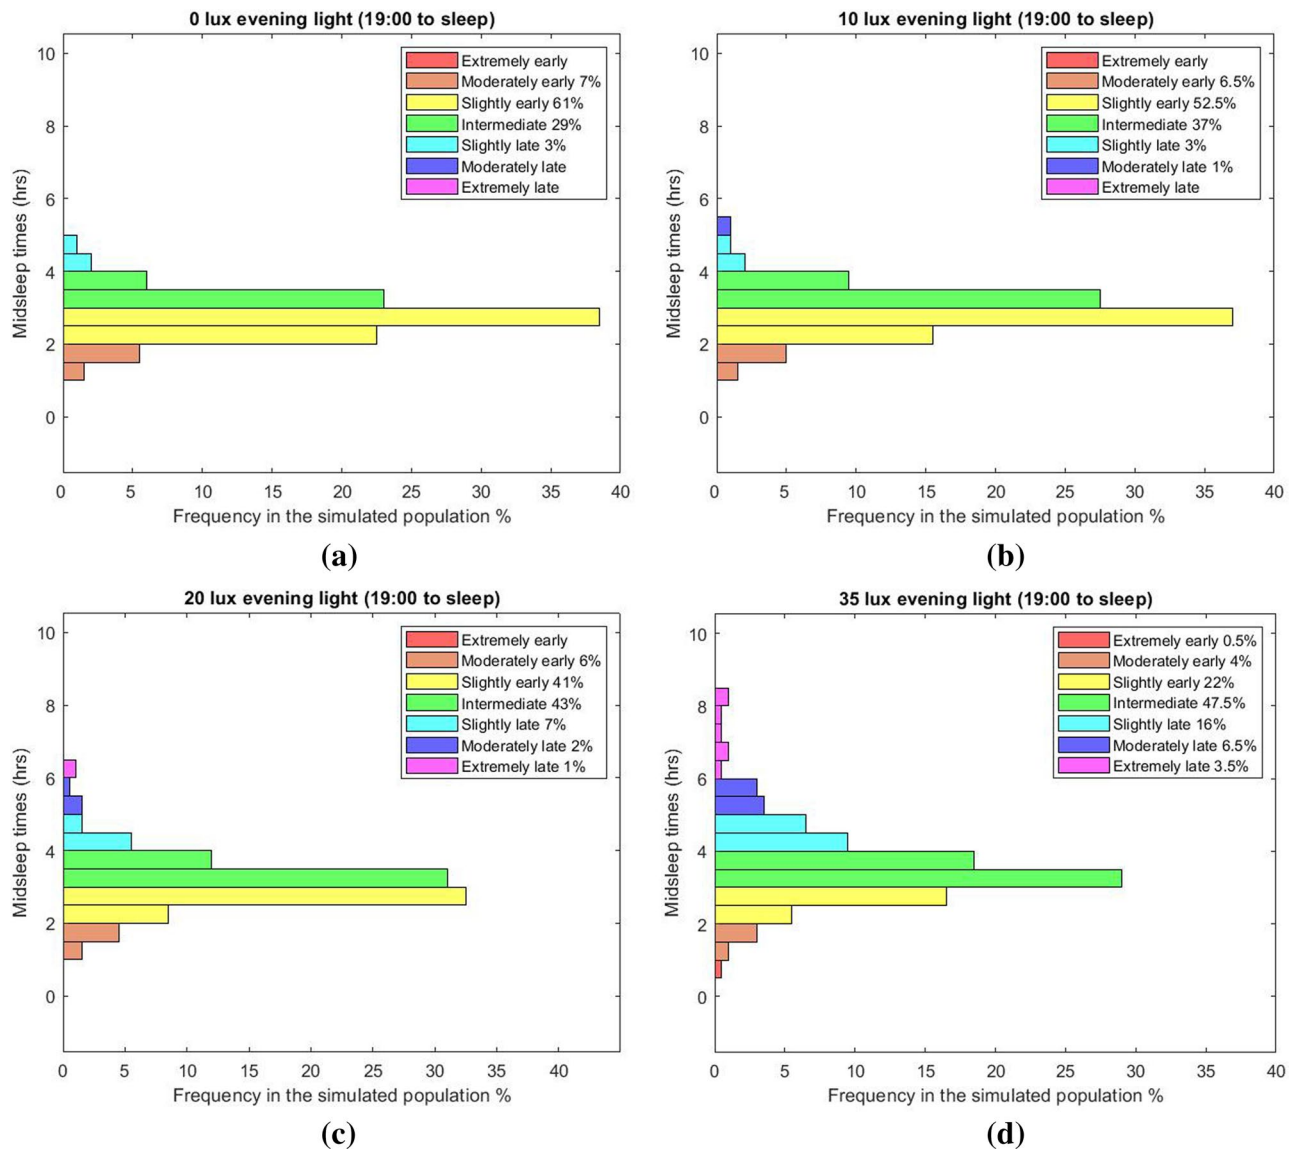 0 lux evening light (19:00 to sleep)
10
8
6
4
2
0
Midsleep times (hrs)
Extremely early
Moderately early 7%
Slightly early 61%
Intermediate 29%
Slightly late 3%
Moderately late
Extremely late
0 5 10 15 20 25 30 35 40
Frequency in the simulated population %
(a)
10 lux evening light (19:00 to sleep)
10
8
6
4
2
0
Midsleep times (hrs)
Extremely early
Moderately early 6.5%
Slightly early 52.5%
Intermediate 37%
Slightly late 3%
Moderately late 1%
Extremely late
0 5 10 15 20 25 30 35 40
Frequency in the simulated population %
(b)
20 lux evening light (19:00 to sleep)
10
8
6
4
2
0
Midsleep times (hrs)
Extremely early
Moderately early 6%
Slightly early 41%
Intermediate 43%
Slightly late 7%
Moderately late 2%
Extremely late 1%
0 5 10 15 20 25 30 35 40
Frequency in the simulated population %
(c)
35 lux evening light (19:00 to sleep)
10
8
6
4
2
0
Midsleep times (hrs)
Extremely early 0.5%
Moderately early 4%
Slightly early 22%
Intermediate 47.5%
Slightly late 16%
Moderately late 6.5%
Extremely late 3.5%
0 5 10 15 20 25 30 35 40
Frequency in the simulated population %
(d)